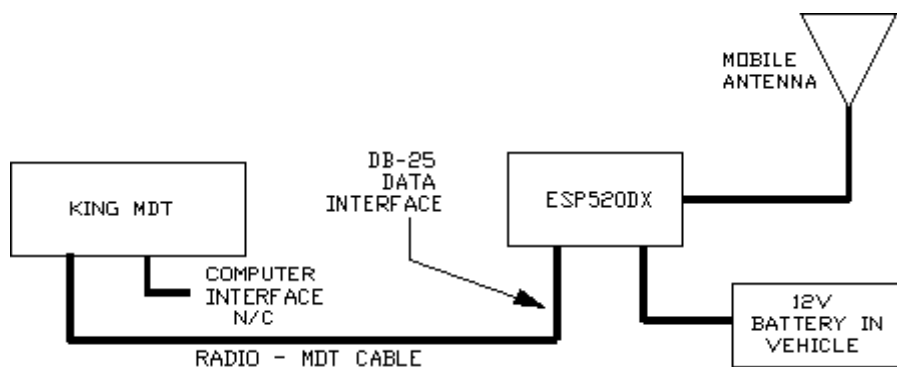 MOBILE
ANTENNA
DB-25
DATA
INTERFACE
KING MDT
ESP520DX
COMPUTER
INTERFACE
N/C
12V
BATTERY IN
VEHICLE
RADIO - MDT CABLE